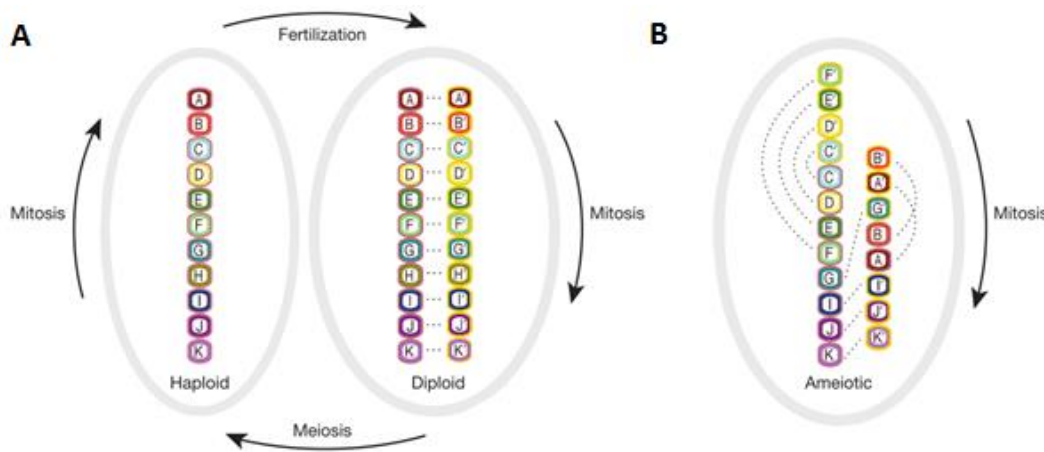 A
Fertilization
Mitosis
A
B
C
D
E
F
G
H
I
J
K
Haploid
A A'
B B'
C C'
D D'
E E'
F F'
G G'
H H'
I I'
J J'
K K'
Diploid
Mitosis
Meiosis
B
F'
E'
D'
C'
C
D
E
F
G
I
J
K
B'
A'
G'
B
A
I'
J'
K'
Ameiotic
Mitosis